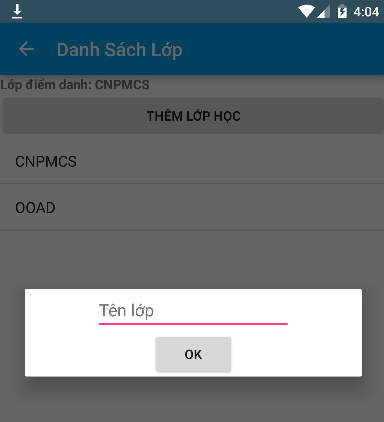 4:04
Danh Sách Lớp
Lớp điểm danh: CNPMCS
THÊM LỚP HỌC
CNPMCS
OOAD
Tên lớp
OK